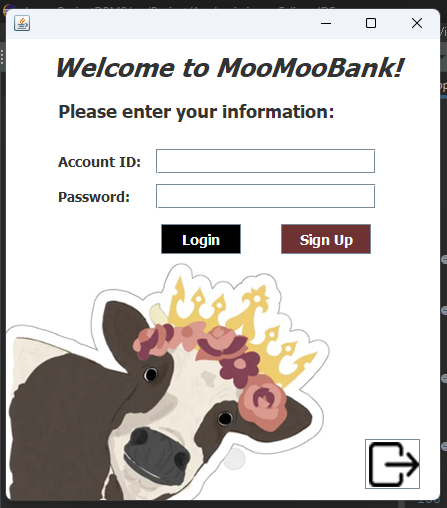 Welcome to MooMooBank!
Please enter your information:
Account ID:
Password:
Login
Sign Up